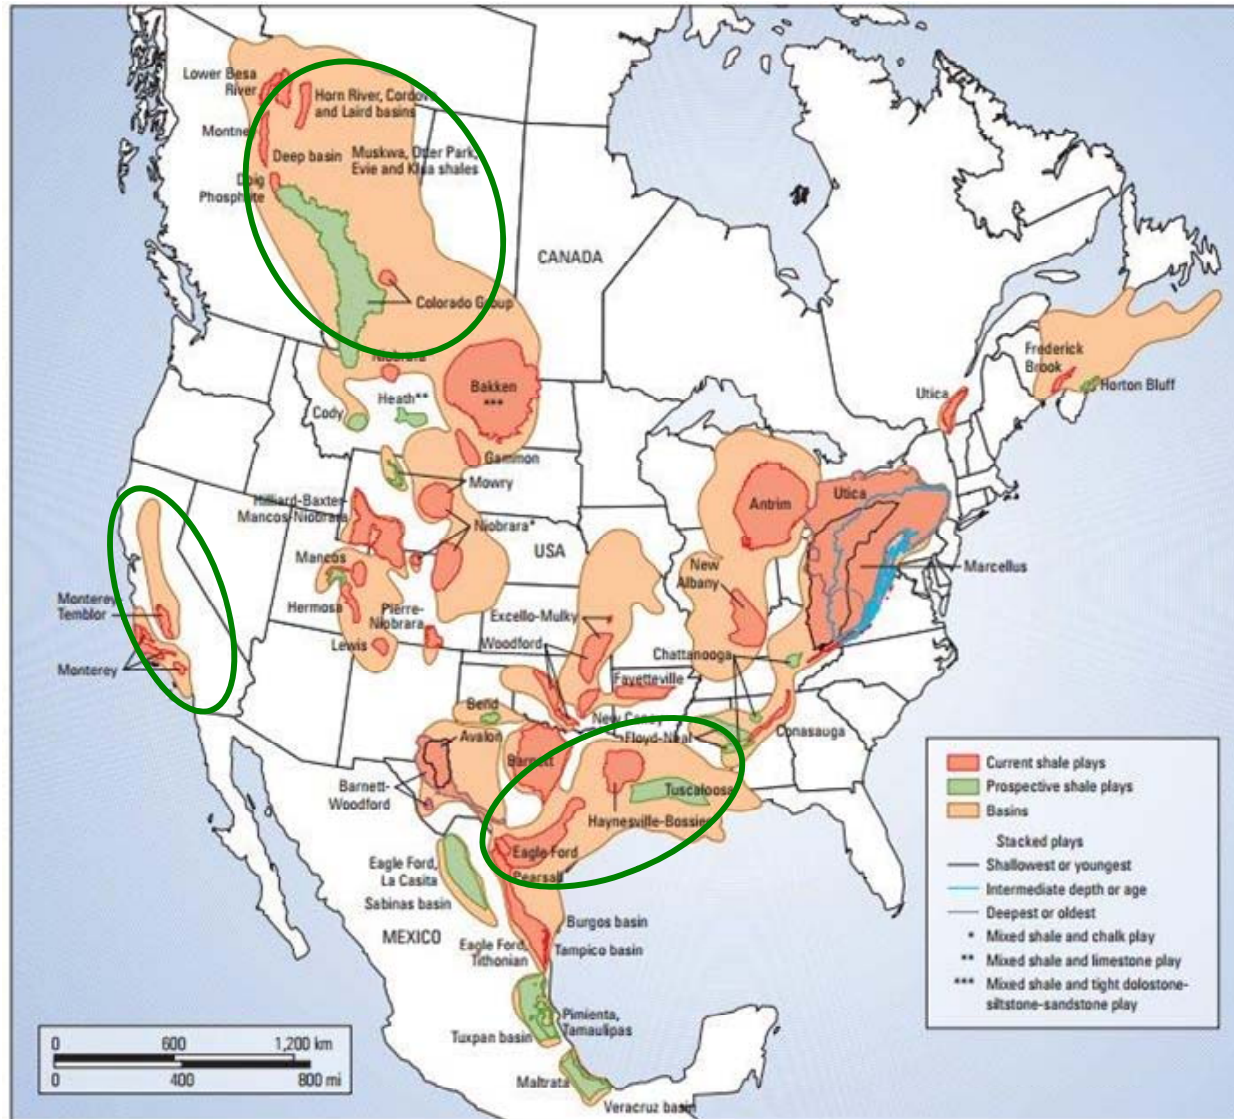 Lower Besa
River
Horn River, Cordova
and Laird basins
Montney
Deep basin
Muskwa, Otter Park,
Evie and Klua shales
Doig
Phosphate
CANADA
Colorado Group
Niobrara
Bakken
***
Heath**
Cody
Gammon
Mowry
Hilliard-Baxter-
Mancos-Niobrara
Niobrara*
USA
Mancos
Hermosa
Pierre-
Niobrara
Lewis
Monterey-
Temblor
Monterey
Excello-Mulky
Woodford
Fayetteville
New Caney
Bend
Avalon
Barnett
Barnett-
Woodford
Antrim
New
Albany
Utica
Marcellus
Chattanooga
Conasauga
Floyd-Neal
Tuscaloosa
Haynesville-Bossier
Eagle Ford
Pearsall
Frederick
Brook
Horton Bluff
Utica
Eagle Ford,
La Casita
Sabinas basin
MEXICO
Burgos basin
Eagle Ford,
Tithonian
Tampico basin
Pimienta,
Tamaulipas
Tuxpan basin
Maltrata
Veracruz basin
Current shale plays
Prospective shale plays
Basins
Stacked plays
Shallowest or youngest
Intermediate depth or age
Deepest or oldest
* Mixed shale and chalk play
** Mixed shale and limestone play
*** Mixed shale and tight dolostone-
siltstone-sandstone play
0 600 1,200 km
0 400 800 mi